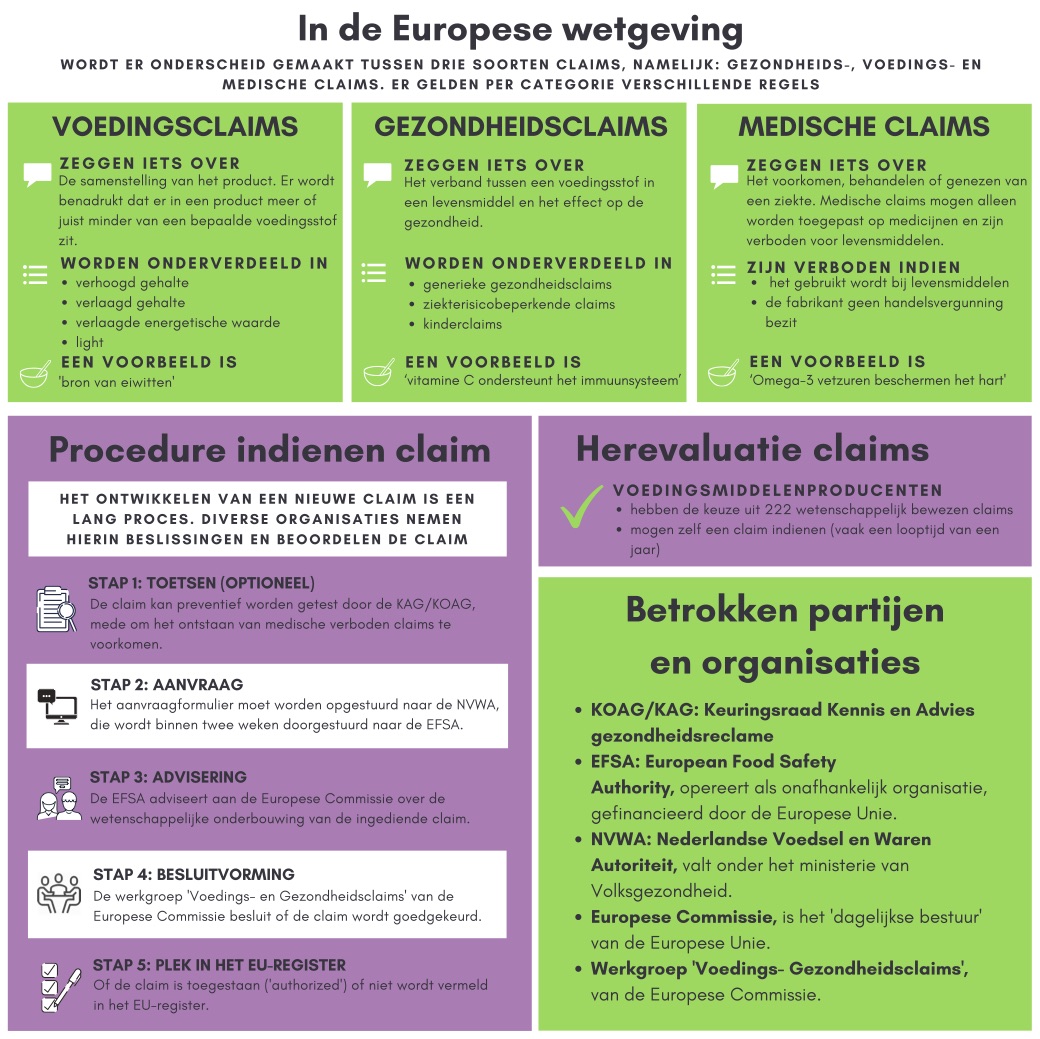 In de Europese wetgeving
WORDT ER ONDERSCHEID GEMAAKT TUSSEN DRIE SOORTEN CLAIMS, NAMELIJK: GEZONDHEIDS-, VOEDINGS- EN
MEDISCHE CLAIMS. ER GELDEN PER CATEGORIE VERSCHILLENDE REGELS
VOEDINGSCLAIMS
ZEGGEN IETS OVER
De samenstelling van het product. Er wordt
benadrukt dat er in een product meer of
juist minder van een bepaalde voedingsstof
zit.
WORDEN ONDERVERDEELD IN
• verhoogd gehalte
• verlaagd gehalte
• verlaagde energetische waarde
• light
EEN VOORBEELD IS
'bron van eiwitten'
GEZONDHEIDSCLAIMS
ZEGGEN IETS OVER
Het verband tussen een voedingsstof in
een levensmiddel en het effect op de
gezondheid.
WORDEN ONDERVERDEELD IN
• generieke gezondheidsclaims
• ziekterisicobeperkende claims
• kinderclaims
EEN VOORBEELD IS
‘vitamine C ondersteunt het immuunsysteem’
MEDISCHE CLAIMS
ZEGGEN IETS OVER
Het voorkomen, behandelen of genezen van
een ziekte. Medische claims mogen alleen
worden toegepast op medicijnen en zijn
verboden voor levensmiddelen.
ZIJN VERBODEN INDIEN
• het gebruikt wordt bij levensmiddelen
• de fabrikant geen handelsvergunning
bezit
EEN VOORBEELD IS
‘Omega-3 vetzuren beschermen het hart'
Procedure indienen claim
HET ONTWIKKELEN VAN EEN NIEUWE CLAIM IS EEN
LANG PROCES. DIVERSE ORGANISATIES NEMEN
HIERIN BESLISSINGEN EN BEOORDELEN DE CLAIM
STAP 1: TOETSEN (OPTIONEEL)
De claim kan preventief worden getest door de KAG/KOAG,
mede om het ontstaan van medische verboden claims te
voorkomen.
STAP 2: AANVRAAG
Het aanvraagformulier moet worden opgestuurd naar de NVWA,
die wordt binnen twee weken doorgestuurd naar de EFSA.
STAP 3: ADVISERING
De EFSA adviseert aan de Europese Commissie over de
wetenschappelijke onderbouwing van de ingediende claim.
STAP 4: BESLUITVORMING
De werkgroep 'Voedings- en Gezondheidsclaims' van de
Europese Commissie besluit of de claim wordt goedgekeurd.
STAP 5: PLEK IN HET EU-REGISTER
Of de claim is toegestaan ('authorized') of niet wordt vermeld
in het EU-register.
Herevaluatie claims
VOEDINGSMIDDELENPRODUCENTEN
• hebben de keuze uit 222 wetenschappelijk bewezen claims
• mogen zelf een claim indienen (vaak een looptijd van een
jaar)
Betrokken partijen
en organisaties
• KOAG/KAG: Keuringsraad Kennis en Advies
gezondheidsreclame
• EFSA: European Food Safety
Authority, opereert als onafhankelijk organisatie,
gefinancieerd door de Europese Unie.
• NVWA: Nederlandse Voedsel en Waren
Autoriteit, valt onder het ministerie van
Volksgezondheid.
• Europese Commissie, is het 'dagelijkse bestuur'
van de Europese Unie.
• Werkgroep 'Voedings- Gezondheidsclaims',
van de Europese Commissie.